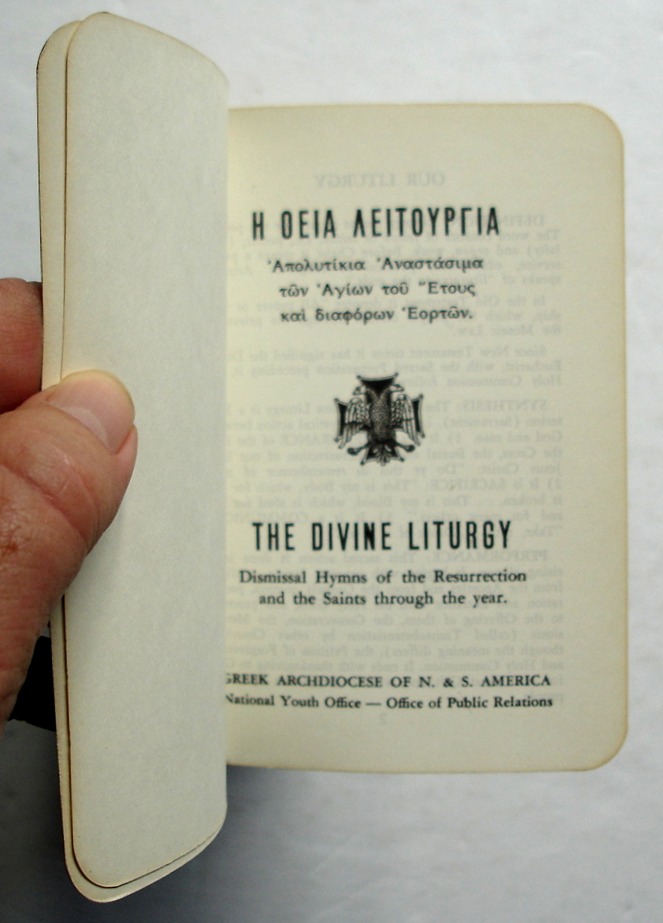 Η ΘΕΙΑ ΛΕΙΤΟΥΡΓΙΑ
Ἀπολυτίκια Ἀναστάσιμα
τῶν Ἁγίων τοῦ Ἔτους
καὶ διαφόρων Ἑορτῶν.
THE DIVINE LITURGY
Dismissal Hymns of the Resurrection
and the Saints through the year.
GREEK ARCHDIOCESE OF N. & S. AMERICA
National Youth Office — Office of Public Relations